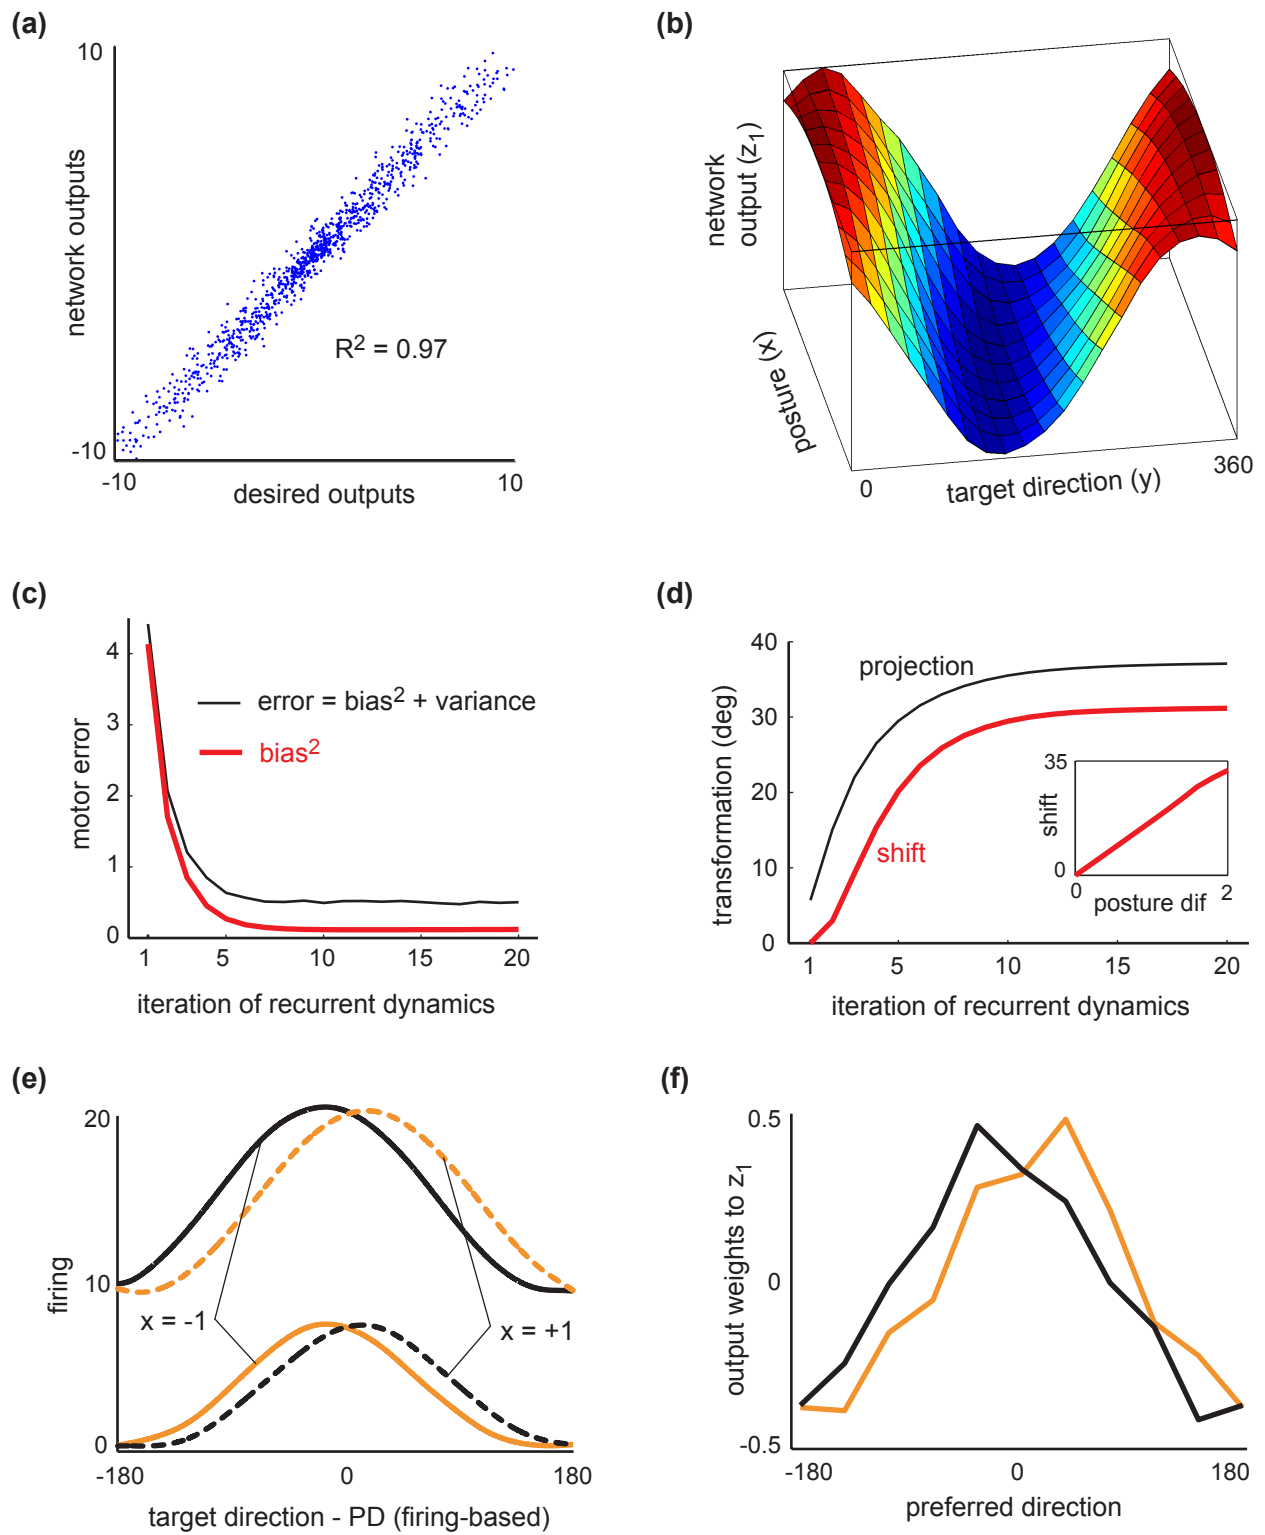 (a)
10
network outputs
R2 = 0.97
-10
-10
desired outputs
10
(b)
network
output (z1)
posture (x)
0
target direction (y)
360
(c)
4
3
2
1
0
motor error
error = bias2 + variance
bias2
1
5
10
15
20
iteration of recurrent dynamics
(d)
40
30
20
10
0
transformation (deg)
projection
shift
35
shift
0
0
posture dif
2
1
5
10
15
20
iteration of recurrent dynamics
(e)
20
10
0
firing
x = -1
x = +1
-180
0
180
target direction - PD (firing-based)
(f)
0.5
0
-0.5
output weights to z1
-180
0
180
preferred direction